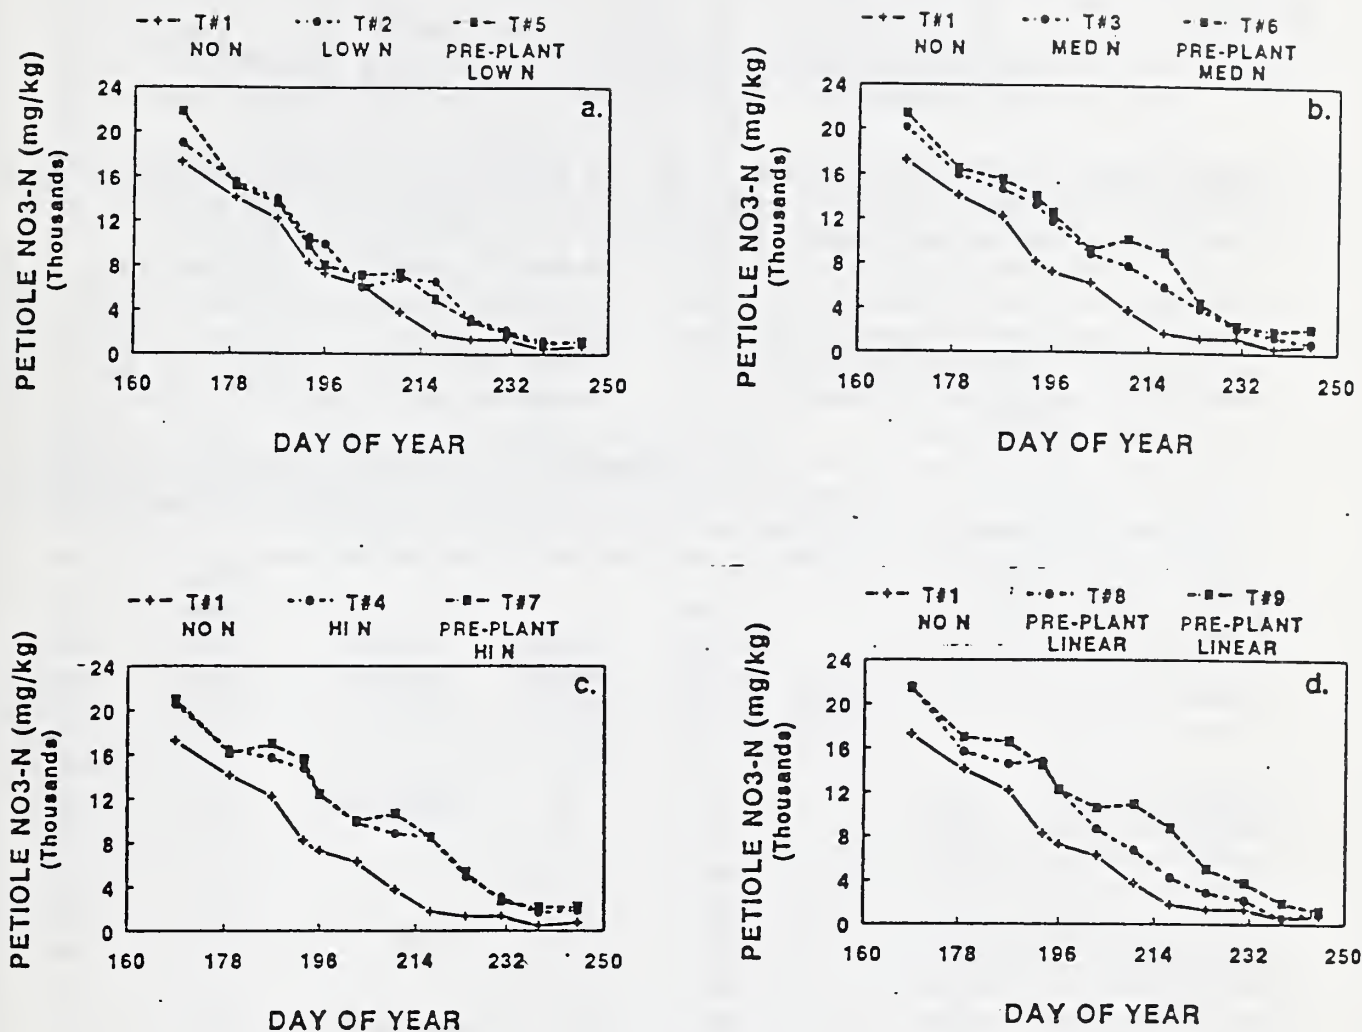 T#1 T#2 T#5
NO N LOW N PRE-PLANT
LOW N
PETIOLE NO3-N (mg/kg)
(Thousands)
24
20
16
12
8
4
0
a.
160 178 196 214 232 250
DAY OF YEAR
T#1 T#3 T#6
NO N MED N PRE-PLANT
MED N
PETIOLE NO3-N (mg/kg)
(Thousands)
24
20
16
12
8
4
0
b.
160 178 196 214 232 250
DAY OF YEAR
T#1 T#4 T#7
NO N HI N PRE-PLANT
HI N
PETIOLE NO3-N (mg/kg)
(Thousands)
24
20
16
12
8
4
0
c.
160 178 196 214 232 250
DAY OF YEAR
T#1 T#8 T#9
NO N PRE-PLANT PRE-PLANT
LINEAR LINEAR
PETIOLE NO3-N (mg/kg)
(Thousands)
24
20
16
12
8
4
0
d.
160 178 196 214 232 250
DAY OF YEAR